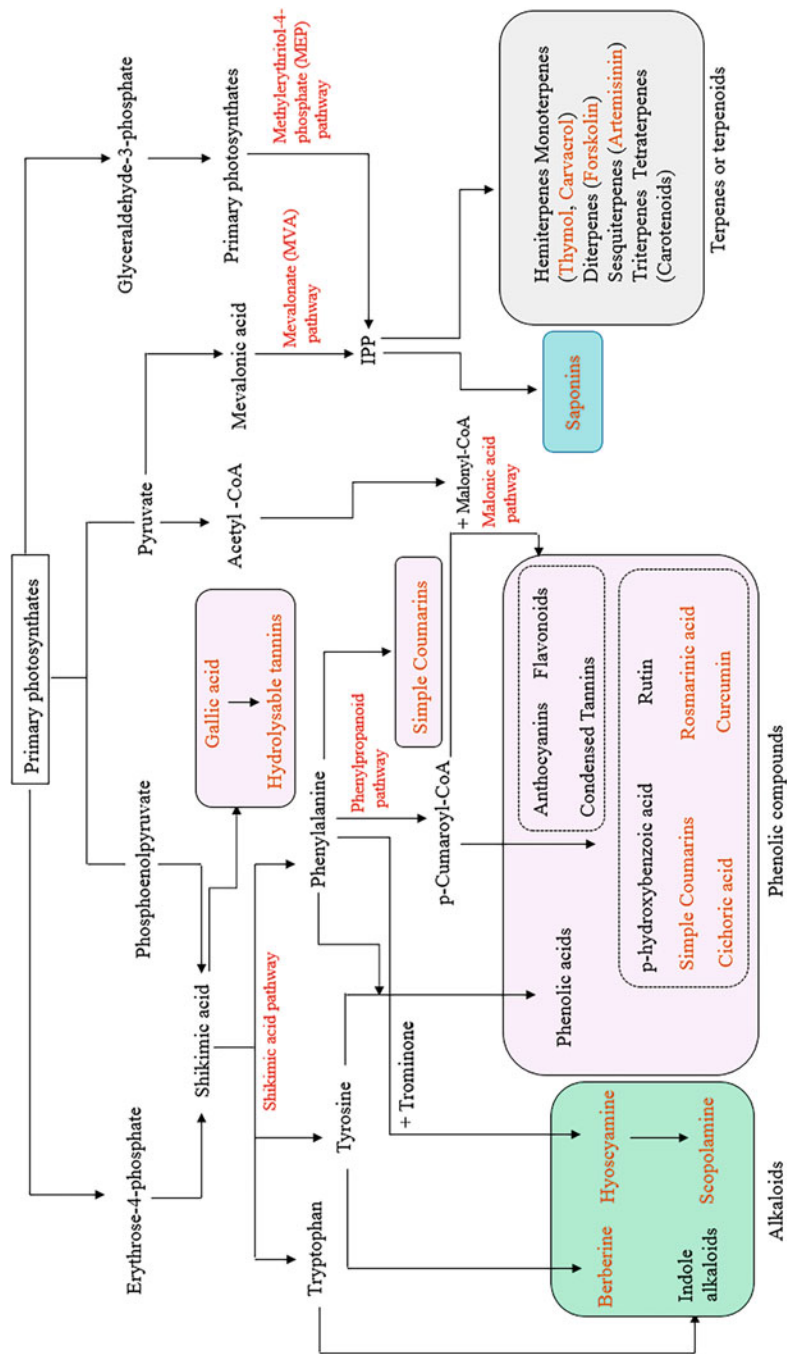 Primary photosynthates
Erythrose-4-phosphate
Phosphoenolpyruvate
Pyruvate
Glyceraldehyde-3-phosphate
Shikimic acid
Gallic acid
Hydrolysable tannins
Acetyl -CoA
Mevalonic acid
Primary photosynthates
Shikimic acid pathway
Mevalonate (MVA)
pathway
Methylerythritol-4-
phosphate (MEP)
pathway
Tryptophan
Tyrosine
Phenylalanine
IPP
Phenylpropanoid
pathway
+ Trominone
p-Cumaroyl-CoA
Simple Coumarins
+ Malonyl-CoA
Malonic acid
pathway
Saponins
Berberine
Hyoscyamine
Indole
alkaloids
Scopolamine
Alkaloids
Phenolic acids
Anthocyanins
Flavonoids
Condensed Tannins
p-hydroxybenzoic acid
Rutin
Simple Coumarins
Rosmarinic acid
Cichoric acid
Curcumin
Phenolic compounds
Hemiterpenes Monoterpenes
(Thymol, Carvacrol)
Diterpenes (Forskolin)
Sesquiterpenes (Artemisinin)
Triterpenes Tetraterpenes
(Carotenoids)
Terpenes or terpenoids